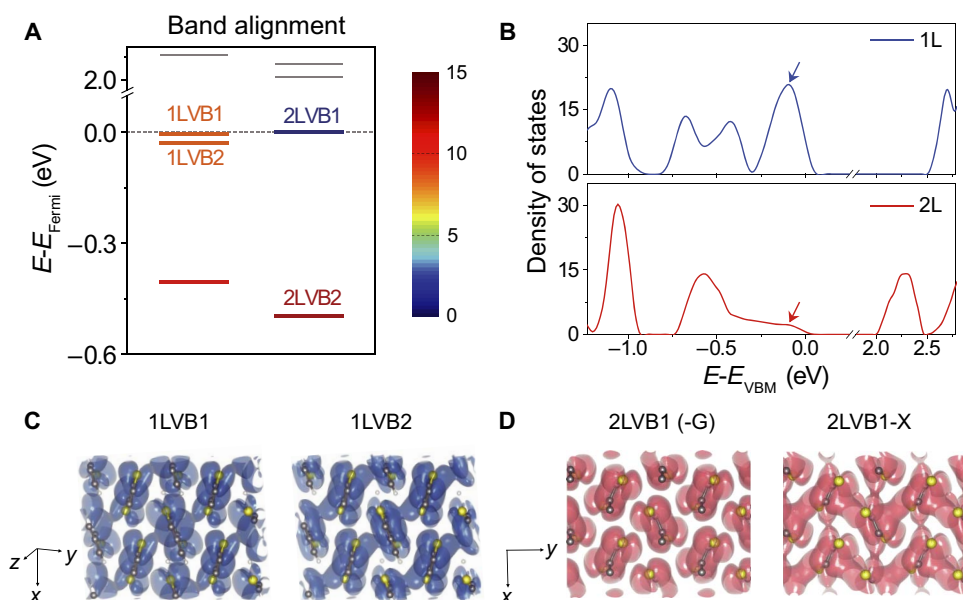 A
Band alignment
2.0
0.0
−0.3
−0.6
E-E_Fermi (eV)
1LVB1
1LVB2
2LVB1
2LVB2
15
10
5
0
B
1L
30
15
0
2L
30
15
0
Density of states
−1.0 −0.5 0.0 2.0 2.5
E-E_VBM (eV)
C
1LVB1
1LVB2
z
y
x
D
2LVB1 (-G)
2LVB1-X
y
x